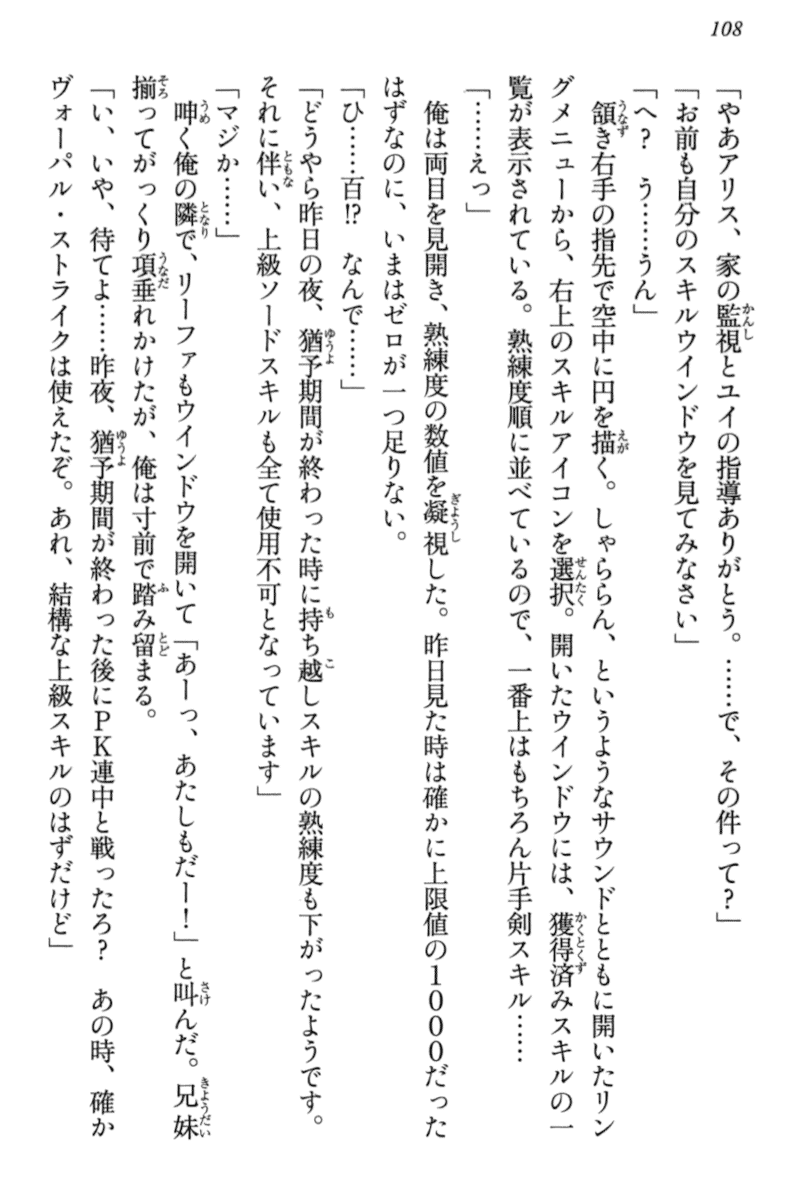 108
「やあアリス、家の監視とユイの指導ありがとう。……で、その件って？」
「お前も自分のスキルウインドウを見てみなさい」
「へ？　う……うん」
　頷き右手の指先で空中に円を描く。しゃららん、というようなサウンドとともに開いたリン
グメニューから、右上のスキルアイコンを選択。開いたウインドウには、獲得済みスキルの一
覧が表示されている。熟練度順に並べているので、一番上はもちろん片手剣スキル……
「……えっ」
　俺は両目を見開き、熟練度の数値を凝視した。昨日見た時は確かに上限値の１０００だった
はずなのに、いまはゼロが一つ足りない。
「ひ……百!?　なんで……」
「どうやら昨日の夜、猶予期間が終わった時に持ち越しスキルの熟練度も下がったようです。
それに伴い、上級ソードスキルも全て使用不可となっています」
「マジか……」
　呻く俺の隣で、リーファもウインドウを開いて「あーっ、あたしもだー！」と叫んだ。兄妹
揃ってがっくり項垂れかけたが、俺は寸前で踏み留まる。
「い、いや、待てよ……昨夜、猶予期間が終わった後にＰＫ連中と戦ったろ？　あの時、確か
ヴォーパル・ストライクは使えたぞ。あれ、結構な上級スキルのはずだけど」